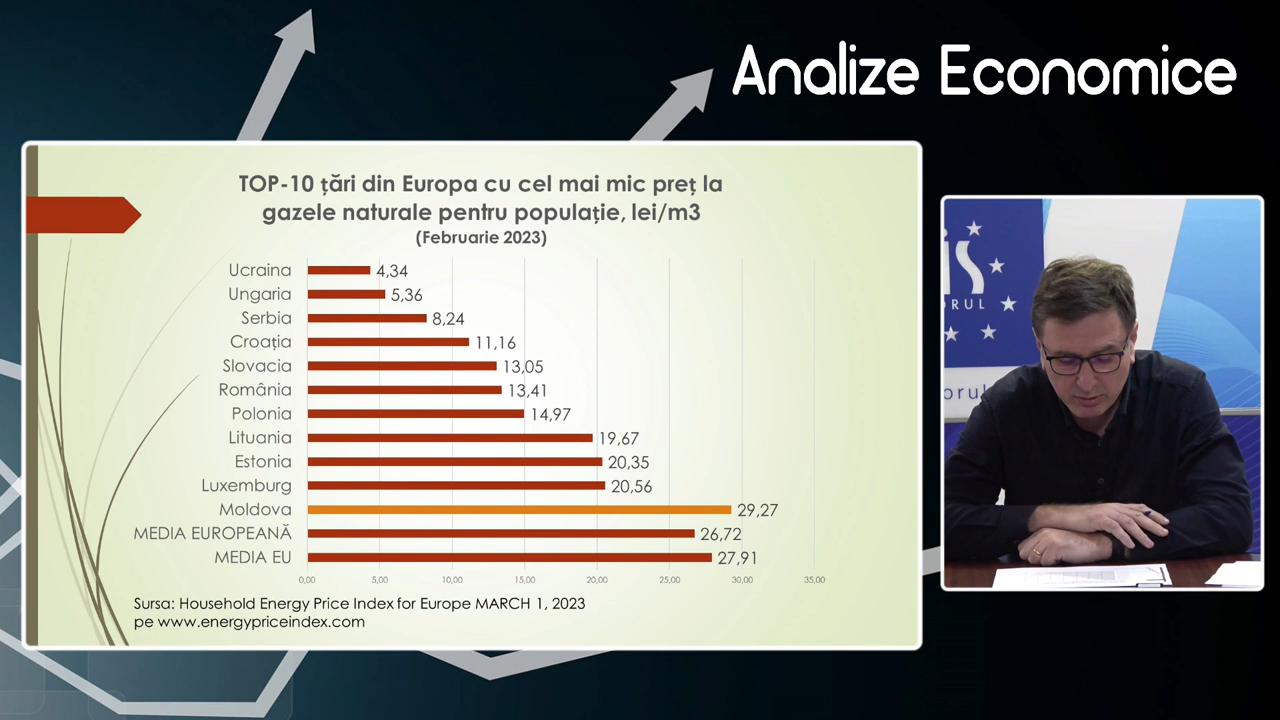 Analize Economice
TOP-10 țări din Europa cu cel mai mic preț la
gazele naturale pentru populație, lei/m3
(Februarie 2023)
Ucraina 4,34
Ungaria 5,36
Serbia 8,24
Croația 11,16
Slovacia 13,05
România 13,41
Polonia 14,97
Lituania 19,67
Estonia 20,35
Luxemburg 20,56
Moldova 29,27
MEDIA EUROPEANĂ 26,72
MEDIA EU 27,91
0,00 5,00 10,00 15,00 20,00 25,00 30,00 35,00
Sursa: Household Energy Price Index for Europe MARCH 1, 2023
pe www.energypriceindex.com
is
ORUL
orul